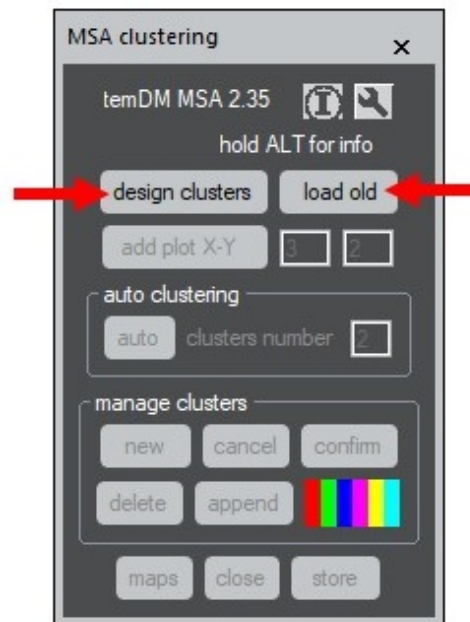 MSA clustering x
temDM MSA 2.35
hold ALT for info
design clusters load old
add plot X-Y 3 2
auto clustering
auto clusters number 2
manage clusters
new cancel confirm
delete append
maps close store